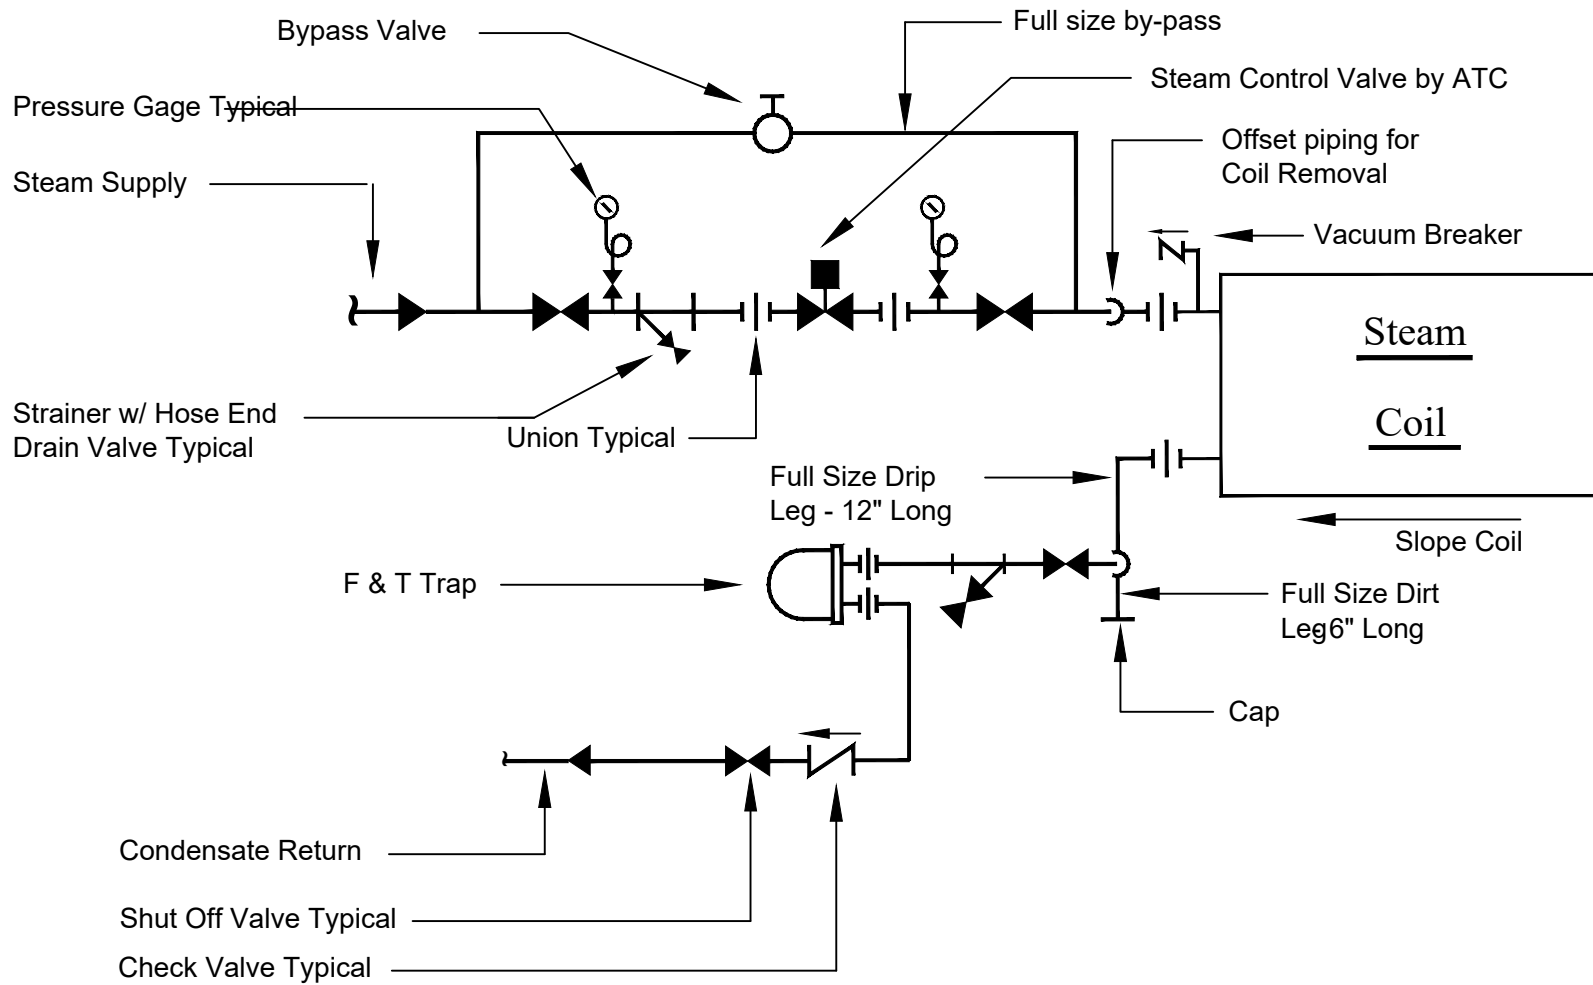 Bypass Valve
Full size by-pass
Pressure Gage Typical
Steam Control Valve by ATC
Steam Supply
Offset piping for
Coil Removal
Vacuum Breaker
Steam
Coil
Strainer w/ Hose End
Drain Valve Typical
Union Typical
Full Size Drip
Leg - 12" Long
Slope Coil
F & T Trap
Full Size Dirt
Leg-6" Long
Cap
Condensate Return
Shut Off Valve Typical
Check Valve Typical